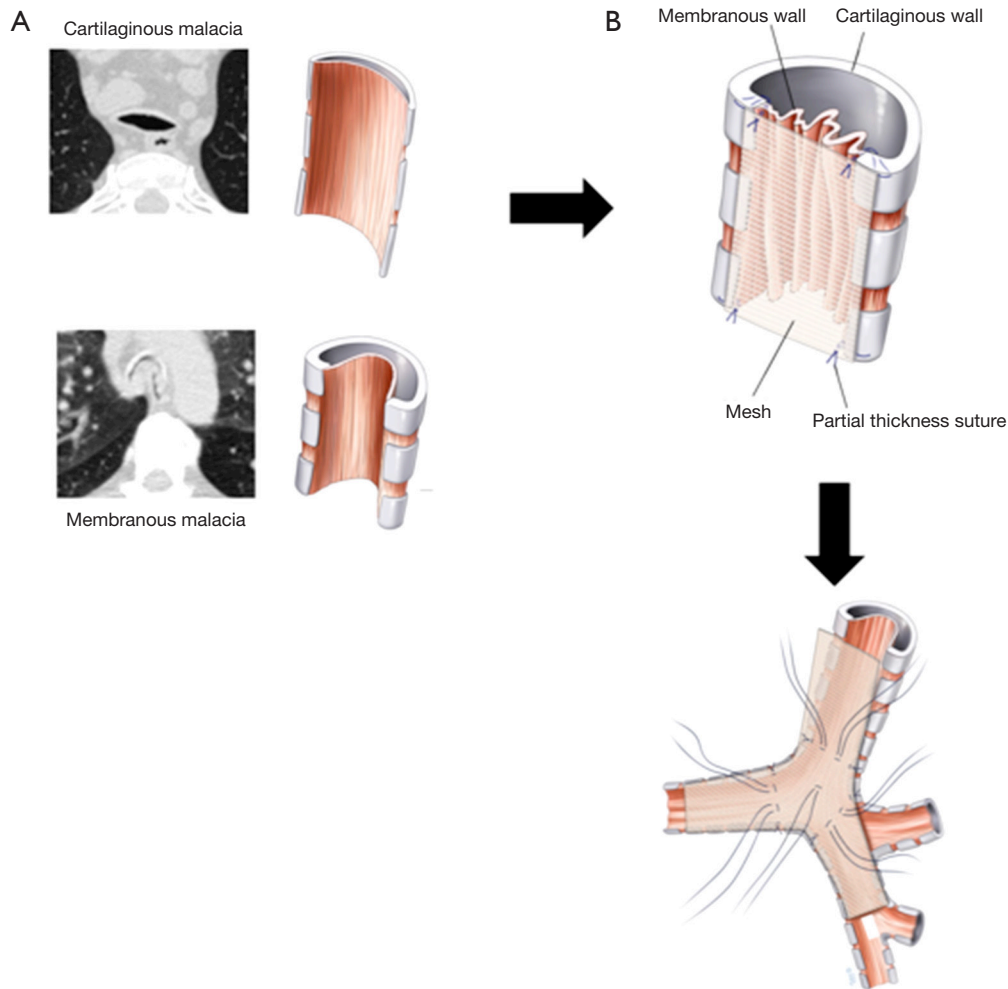 A
Cartilaginous malacia
Membranous malacia
B
Membranous wall
Cartilaginous wall
Mesh
Partial thickness suture